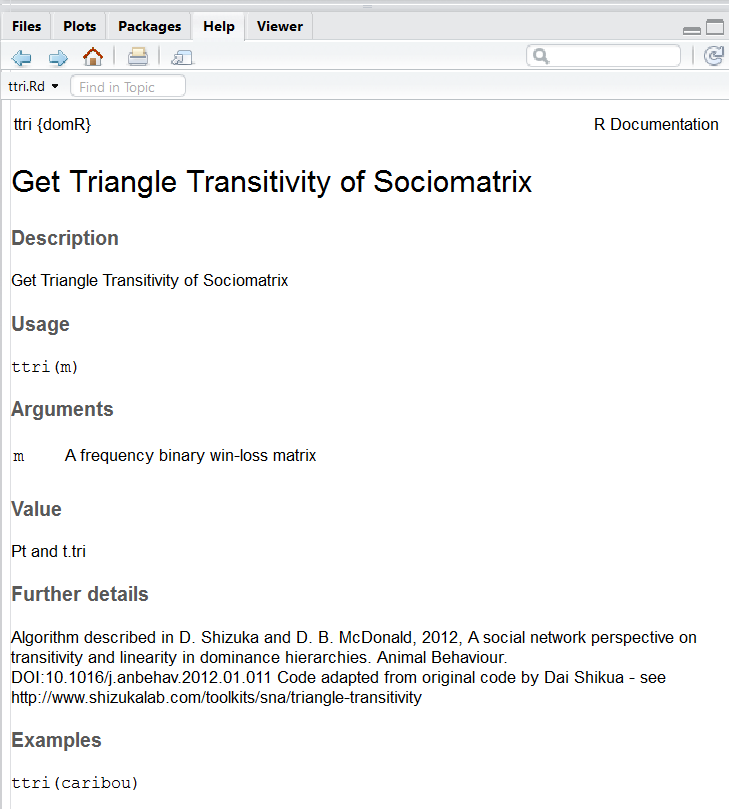 Files Plots Packages Help Viewer
ttri.Rd Find in Topic
ttri {domR} R Documentation
Get Triangle Transitivity of Sociomatrix
Description
Get Triangle Transitivity of Sociomatrix
Usage
ttri(m)
Arguments
m A frequency binary win-loss matrix
Value
Pt and t.tri
Further details
Algorithm described in D. Shizuka and D. B. McDonald, 2012, A social network perspective on
transitivity and linearity in dominance hierarchies. Animal Behaviour.
DOI:10.1016/j.anbehav.2012.01.011 Code adapted from original code by Dai Shikua - see
http://www.shizukalab.com/toolkits/sna/triangle-transitivity
Examples
ttri(caribou)